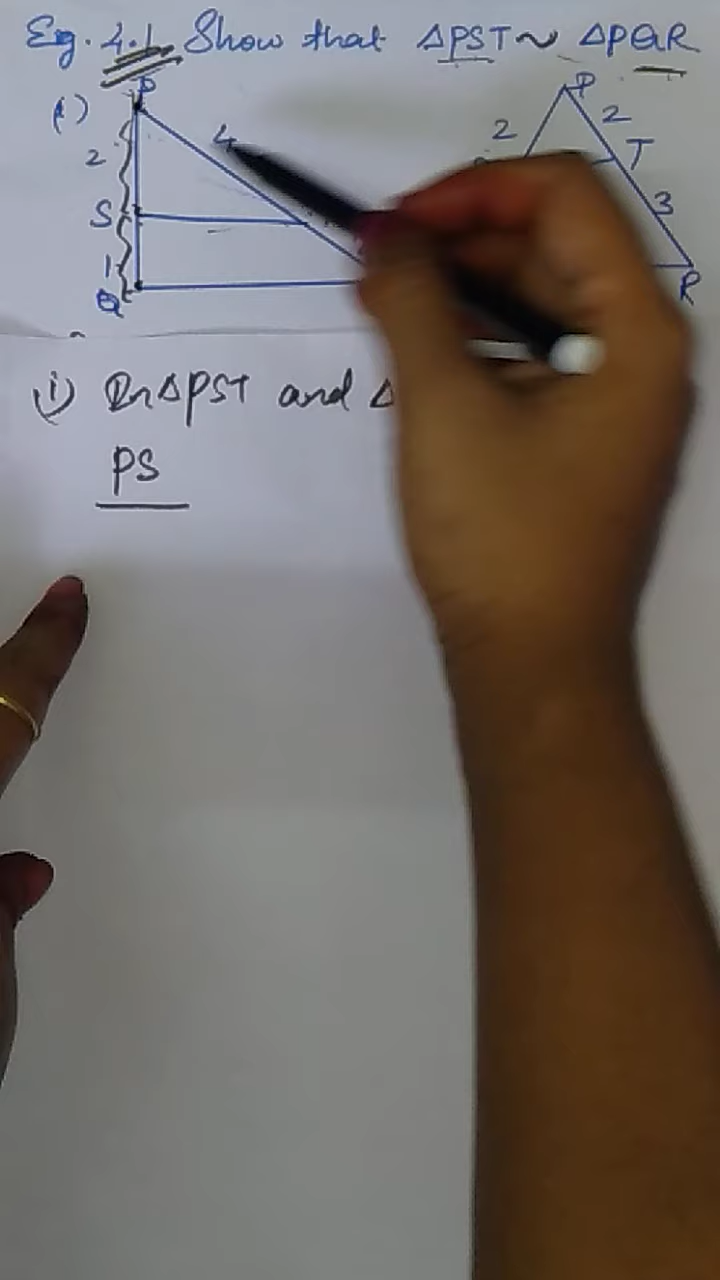 Eg. 4.1 Show that ΔPST ~ ΔPQR
(i)
P
4
2
S
1
Q
P
2
2
T
3
R
(i) In ΔPST and Δ
PS